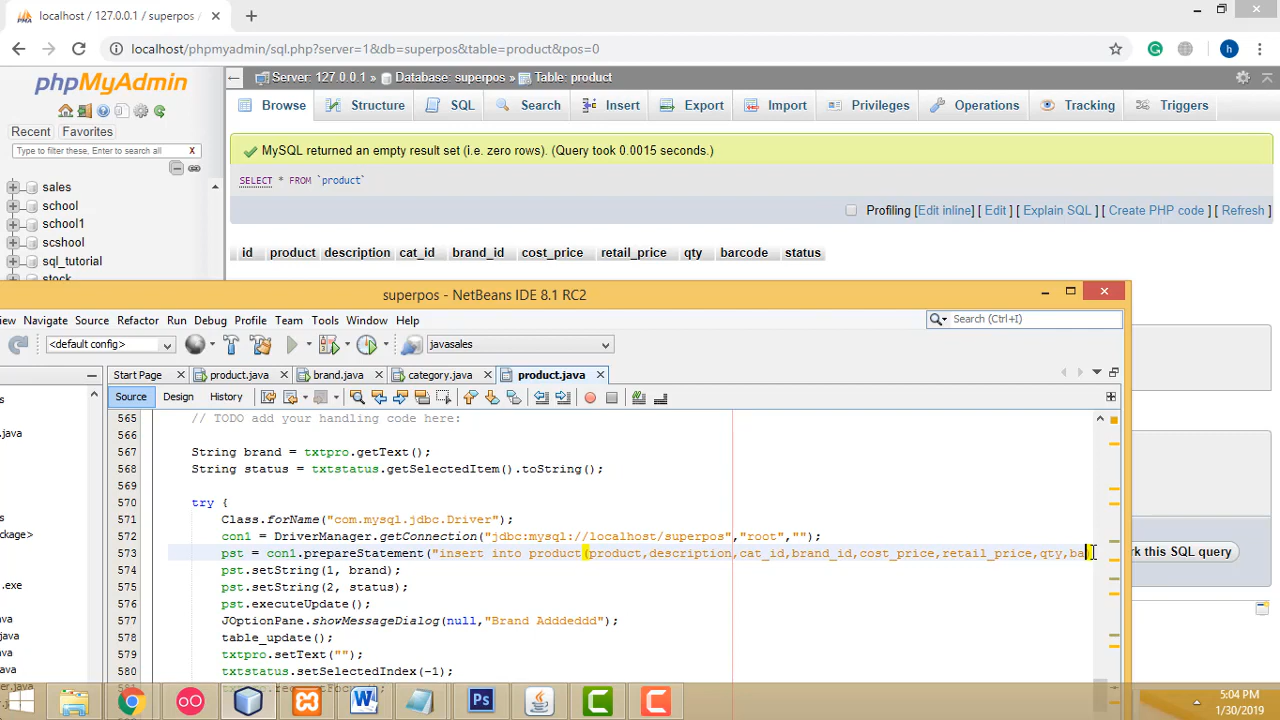 localhost / 127.0.0.1 / superpos
localhost/phpmyadmin/sql.php?server=1&db=superpos&table=product&pos=0
h
phpMyAdmin
Recent Favorites
Type to filter these, Enter to search all X
sales
school
school1
scshool
sql_tutorial
stock
Server: 127.0.0.1 » Database: superpos » Table: product
Browse Structure SQL Search Insert Export Import Privileges Operations Tracking Triggers
MySQL returned an empty result set (i.e. zero rows). (Query took 0.0015 seconds.)
SELECT * FROM `product`
Profiling [Edit inline] [ Edit ] [ Explain SQL ] [ Create PHP code ] [ Refresh ]
id product description cat_id brand_id cost_price retail_price qty barcode status
superpos - NetBeans IDE 8.1 RC2
iew Navigate Source Refactor Run Debug Profile Team Tools Window Help
Search (Ctrl+I)
<default config> javasales
Start Page product.java brand.java category.java product.java
Source Design History
565 // TODO add your handling code here:
566
567 String brand = txtpro.getText();
568 String status = txtstatus.getSelectedItem().toString();
569
570 try {
571 Class.forName("com.mysql.jdbc.Driver");
572 con1 = DriverManager.getConnection("jdbc:mysql://localhost/superpos","root","");
573 pst = con1.prepareStatement("insert into product(product,description,cat_id,brand_id,cost_price,retail_price,qty,ba)
574 pst.setString(1, brand);
575 pst.setString(2, status);
576 pst.executeUpdate();
577 JOptionPane.showMessageDialog(null,"Brand Adddeddd");
578 table_update();
579 txtpro.setText("");
580 txtstatus.setSelectedIndex(-1);
rk this SQL query
5:04 PM
1/30/2019